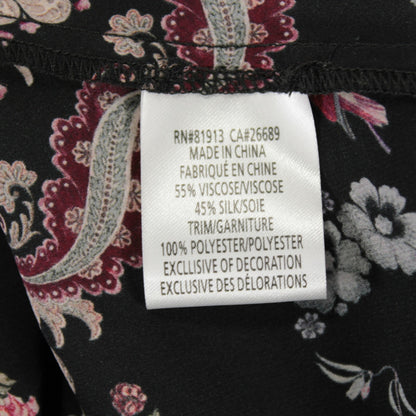 RN#81913 CA#26689
MADE IN CHINA
FABRIQUÉ EN CHINE
55% VISCOSE/VISCOSE
45% SILK/SOIE
TRIM/GARNITURE
100% POLYESTER/POLYESTER
EXCLUSIVE OF DECORATION
EXCLUSIVE DES DÉLORATIONS